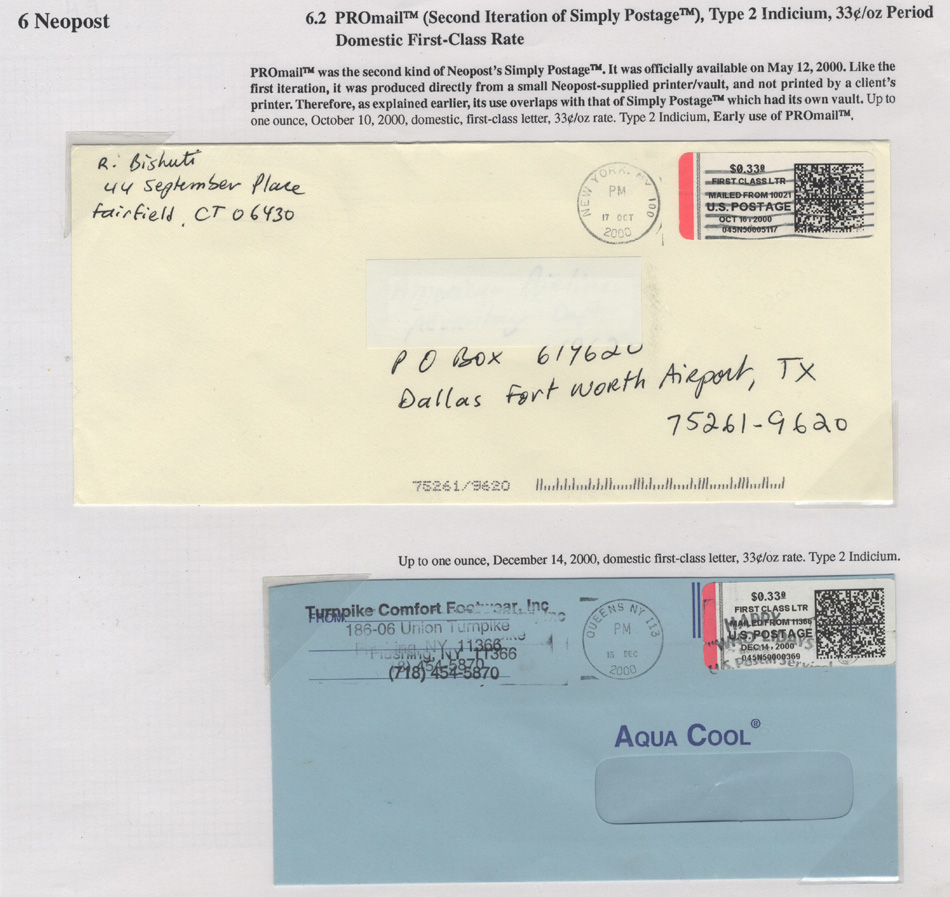 6 Neopost
6.2 PROmail™ (Second Iteration of Simply Postage™), Type 2 Indicium, 33¢/oz Period
Domestic First-Class Rate
PROmail™ was the second kind of Neopost's Simply Postage™. It was officially available on May 12, 2000. Like the
first iteration, it was produced directly from a small Neopost-supplied printer/vault, and not printed by a client's
printer. Therefore, as explained earlier, its use overlaps with that of Simply Postage™ which had its own vault. Up to
one ounce, October 10, 2000, domestic, first-class letter, 33¢/oz rate. Type 2 Indicium, Early use of PROmail™.
R. Bishuti
44 September Place
Fairfield, CT 06430
NEW YORK, NY 100
PM
17 OCT
2000
$0.33⁰
FIRST CLASS LTR
MAILED FROM 10021
U.S. POSTAGE
OCT 16, 2000
045N50005117
P O Box 619620
Dallas Fort Worth Airport, TX
75261-9620
75261/9620
Up to one ounce, December 14, 2000, domestic first-class letter, 33¢/oz rate. Type 2 Indicium.
Turnpike Comfort Footwear, Inc
FROM:
186-06 Union Turnpike
Flushing, NY 11366
(718) 454-5870
QUEENS NY 113
PM
15 DEC
2000
$0.33⁰
FIRST CLASS LTR
MAILED FROM 11366
U.S. POSTAGE
DEC 14, 2000
045N50000369
HAPPY
HOLIDAYS
U.S. Postal Service
AQUA COOL®